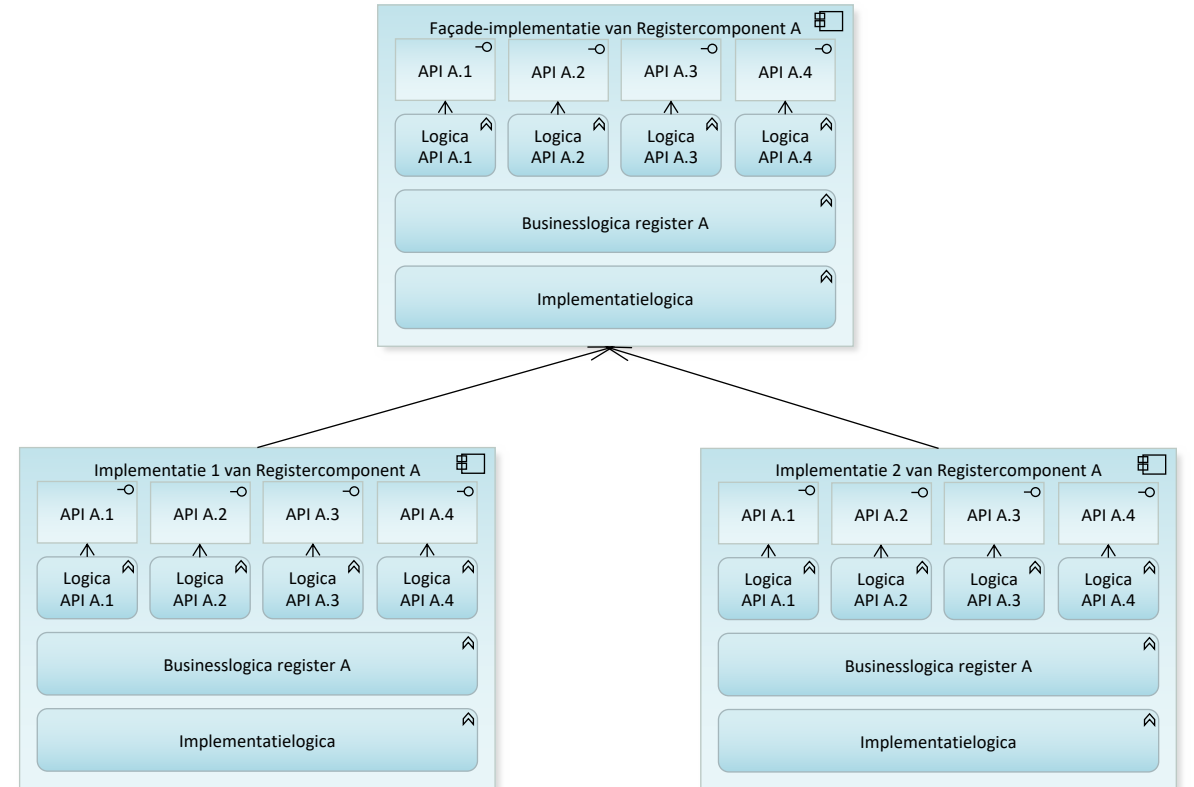 Façade-implementatie van Registercomponent A
API A.1
API A.2
API A.3
API A.4
Logica
API A.1
Logica
API A.2
Logica
API A.3
Logica
API A.4
Businesslogica register A
Implementatielogica
Implementatie 1 van Registercomponent A
API A.1
API A.2
API A.3
API A.4
Logica
API A.1
Logica
API A.2
Logica
API A.3
Logica
API A.4
Businesslogica register A
Implementatielogica
Implementatie 2 van Registercomponent A
API A.1
API A.2
API A.3
API A.4
Logica
API A.1
Logica
API A.2
Logica
API A.3
Logica
API A.4
Businesslogica register A
Implementatielogica